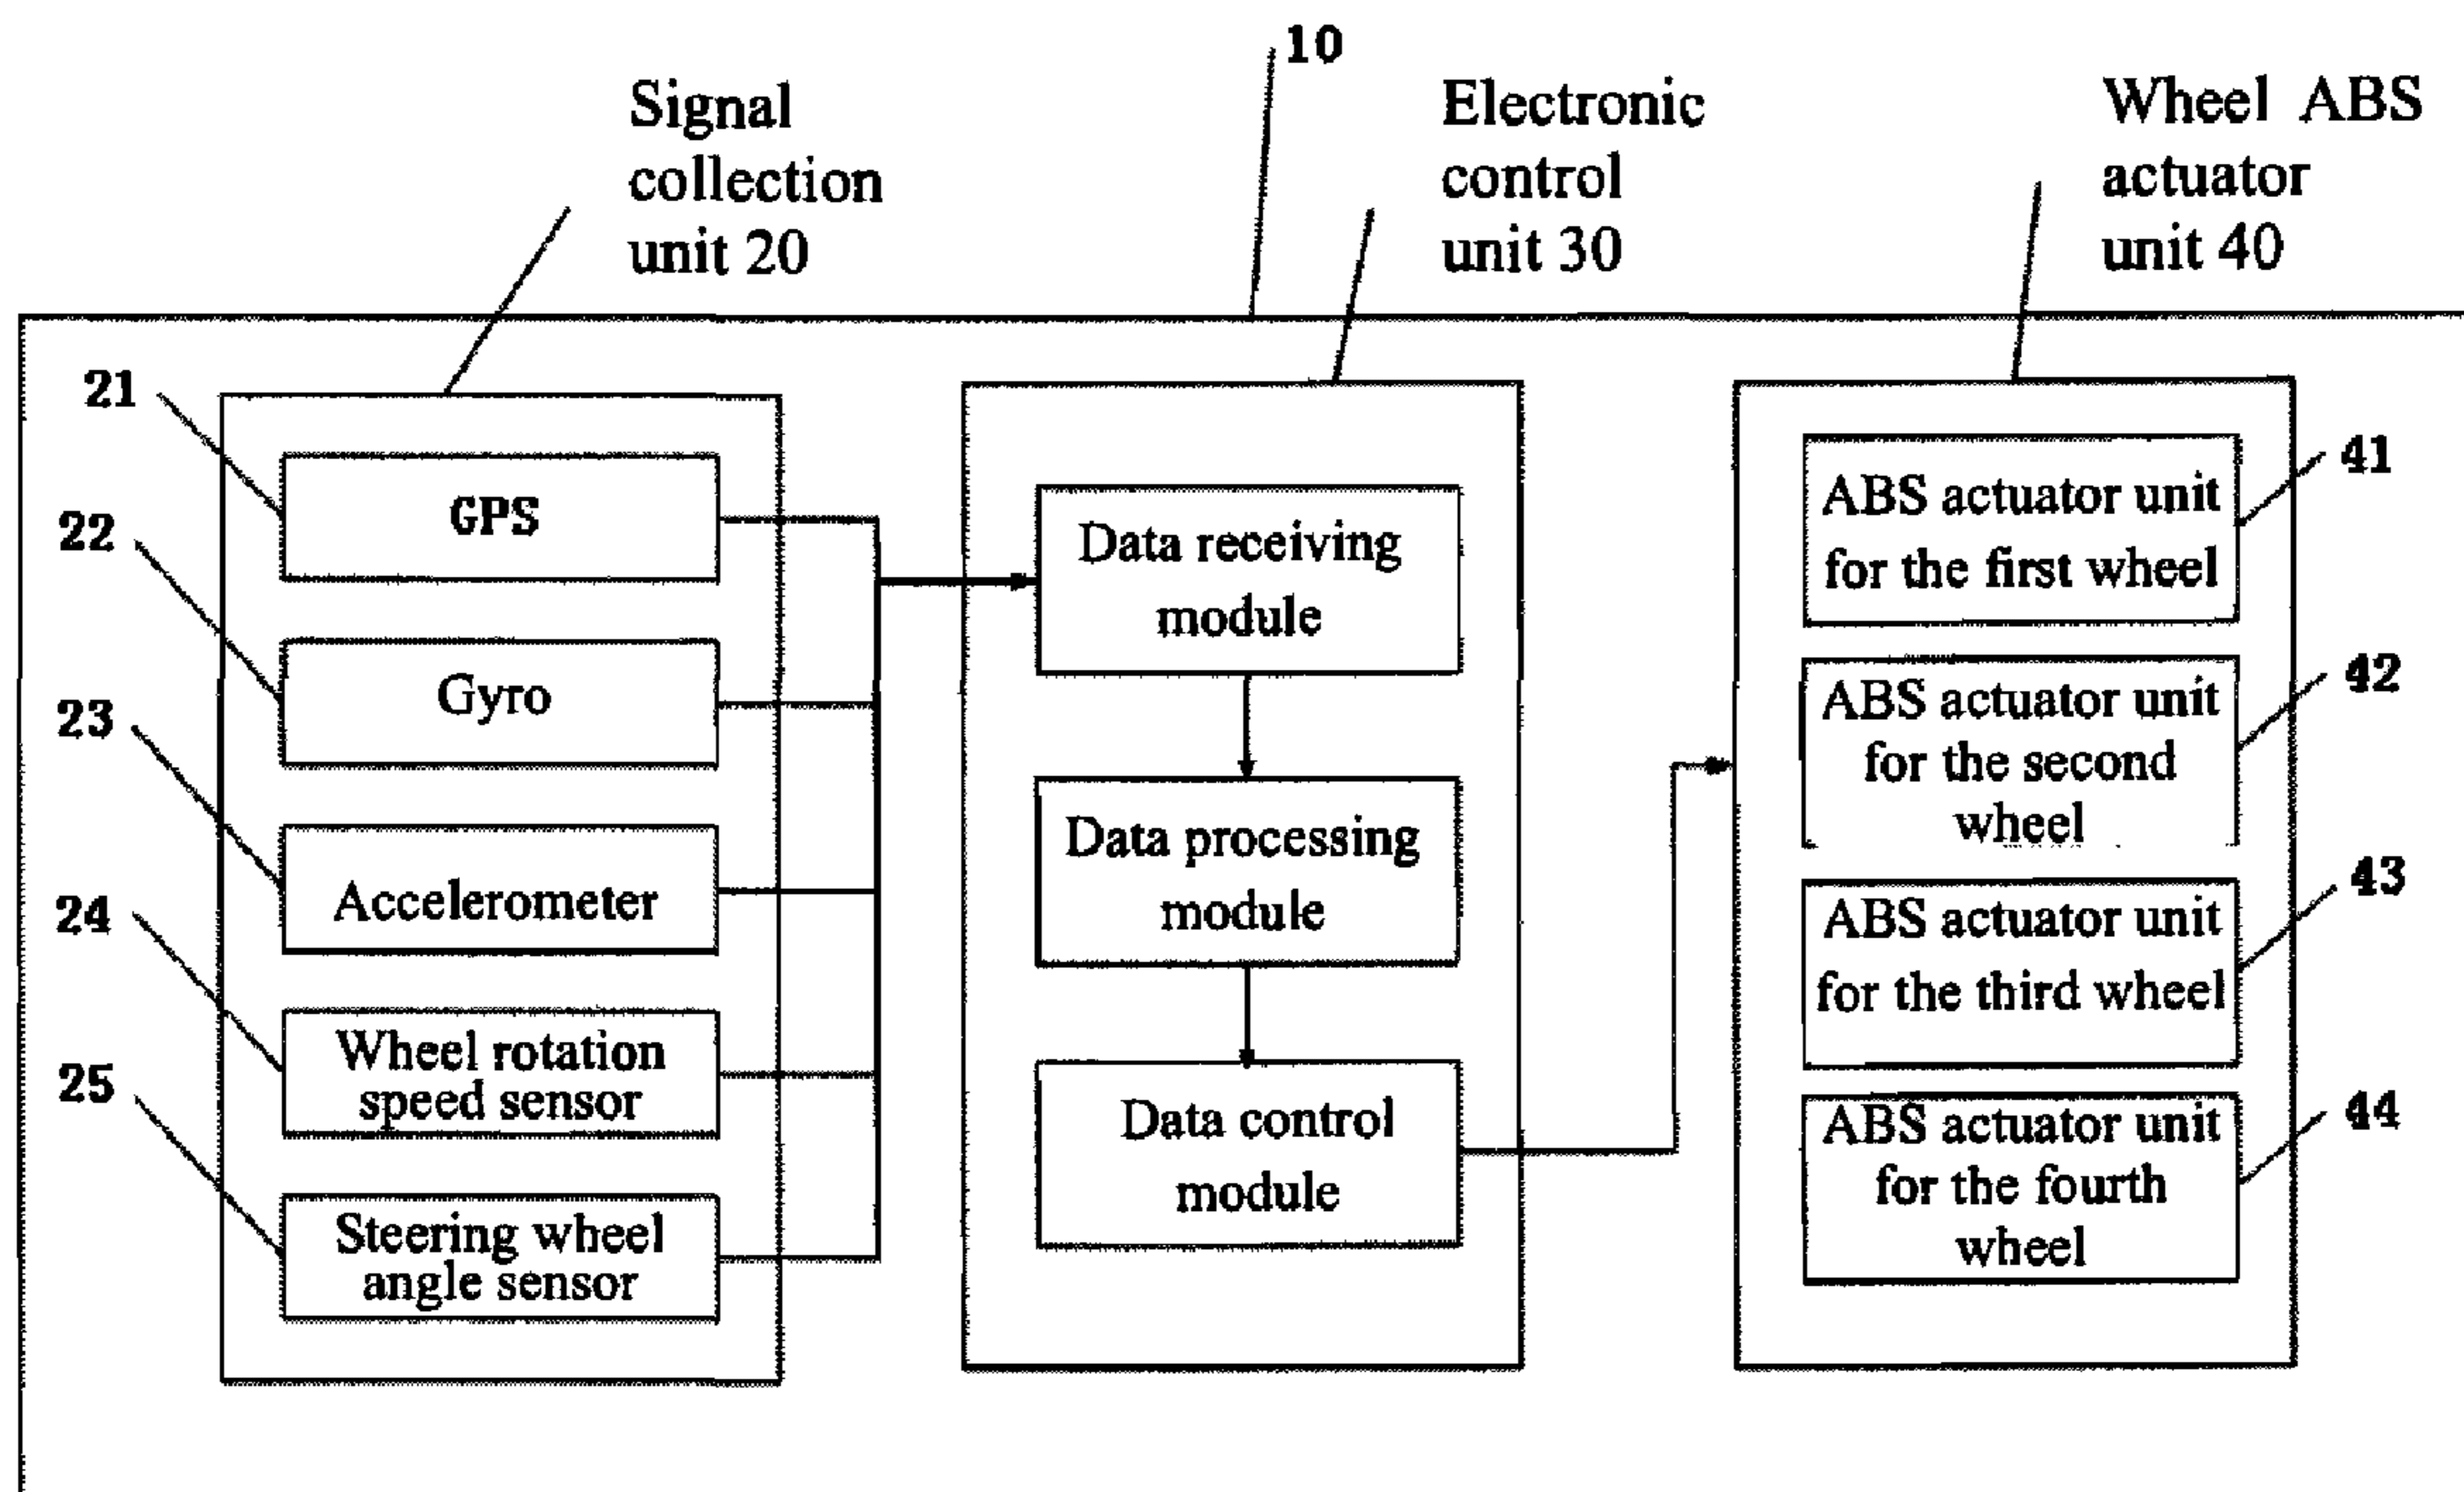 10
Signal
collection
unit 20
Electronic
control
unit 30
Wheel ABS
actuator
unit 40
21
GPS
22
Gyro
23
Accelerometer
24
Wheel rotation
speed sensor
25
Steering wheel
angle sensor
Data receiving
module
Data processing
module
Data control
module
41
ABS actuator unit
for the first wheel
42
ABS actuator unit
for the second
wheel
43
ABS actuator unit
for the third wheel
44
ABS actuator unit
for the fourth
wheel